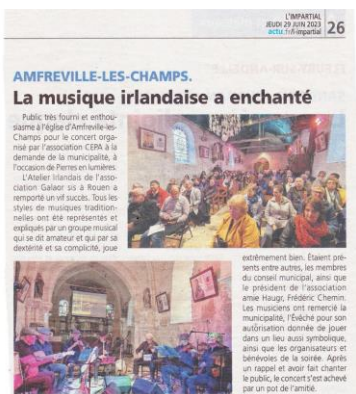 L'IMPARTIAL
JEUDI 29 JUIN 2023
actu.fr/l-impartial 26
AMFREVILLE-LES-CHAMPS.
La musique irlandaise a enchanté
Public très fourni et enthou-
siasme à l'église d'Amfreville-les-
Champs pour le concert orga-
nisé par l'association CEPA à la
demande de la municipalité, à
l'occasion de Pierres en lumières.
L'Atelier Irlandais de l'asso-
ciation Galaor sis à Rouen a
remporté un vif succès. Tous les
styles de musiques tradition-
nelles ont été représentés et
expliqués par un groupe musical
qui se dit amateur et qui par sa
dextérité et sa complicité, joue
extrêmement bien. Étaient pré-
sents entre autres, les membres
du conseil municipal, ainsi que
le président de l'association
amie Haugr, Frédéric Chemin.
Les musiciens ont remercié la
municipalité, l'Évêché pour son
autorisation donnée de jouer
dans un lieu aussi symbolique,
ainsi que les organisateurs et
bénévoles de la soirée. Après
un rappel et avoir fait chanter
le public, le concert s'est achevé
par un pot de l'amitié.